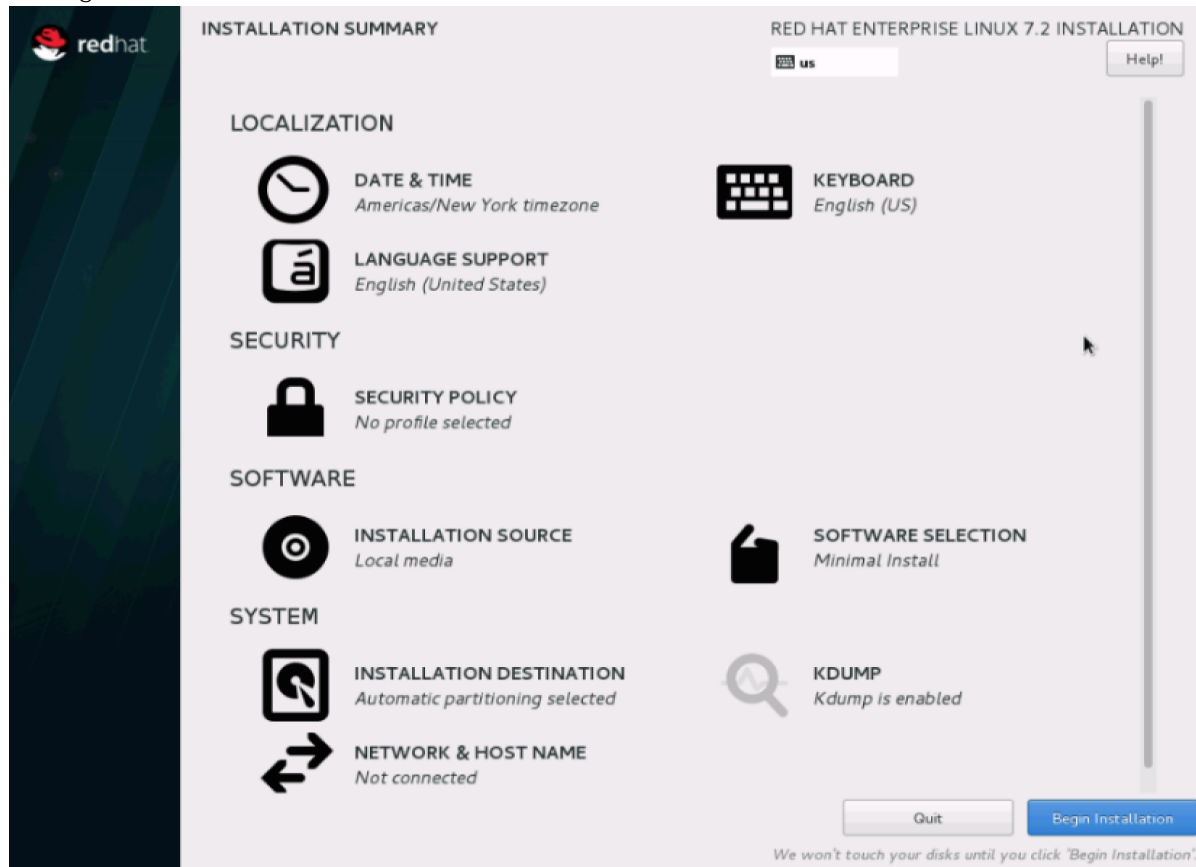 redhat
INSTALLATION SUMMARY
RED HAT ENTERPRISE LINUX 7.2 INSTALLATION
us
Help!
LOCALIZATION
DATE & TIME
Americas/New York timezone
KEYBOARD
English (US)
á
LANGUAGE SUPPORT
English (United States)
SECURITY
SECURITY POLICY
No profile selected
SOFTWARE
INSTALLATION SOURCE
Local media
SOFTWARE SELECTION
Minimal Install
SYSTEM
INSTALLATION DESTINATION
Automatic partitioning selected
KDUMP
Kdump is enabled
NETWORK & HOST NAME
Not connected
Quit
Begin Installation
We won't touch your disks until you click 'Begin Installation'.